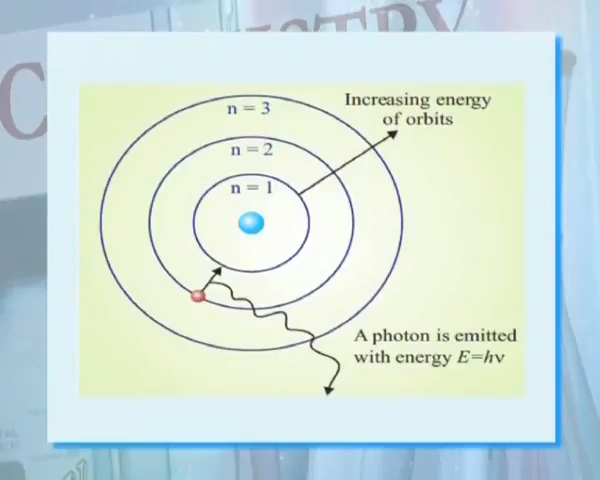 n = 3
n = 2
n = 1
Increasing energy
of orbits
A photon is emitted
with energy E=hν